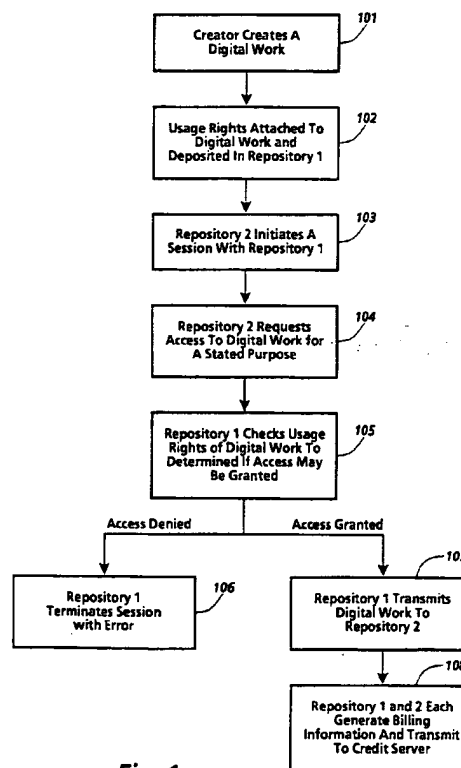 101
Creator Creates A
Digital Work
102
Usage Rights Attached To
Digital Work and
Deposited In Repository 1
103
Repository 2 Initiates A
Session With Repository 1
104
Repository 2 Requests
Access To Digital Work for
A Stated Purpose
105
Repository 1 Checks Usage
Rights of Digital Work To
Determined If Access May
Be Granted
Access Denied
Access Granted
106
Repository 1
Terminates Session
with Error
Repository 1 Transmits
Digital Work To
Repository 2
108
Repository 1 and 2 Each
Generate Billing
Information And Transmit
To Credit Server